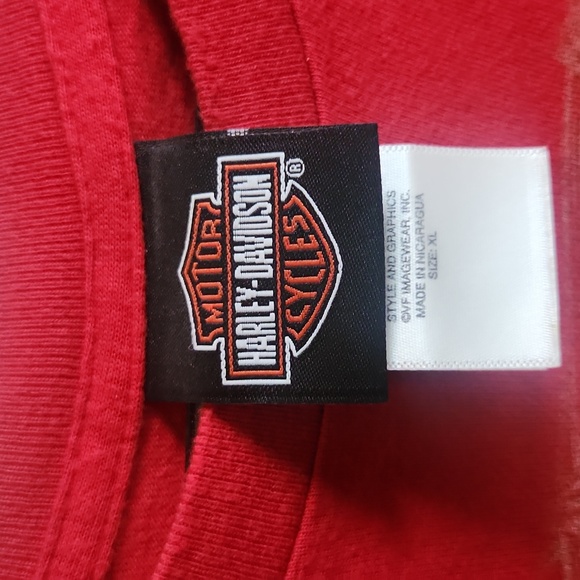 MOTOR
HARLEY-DAVIDSON
CYCLES
®
STYLE AND GRAPHICS
©VF IMAGEWEAR, INC.
MADE IN NICARAGUA
SIZE: XL